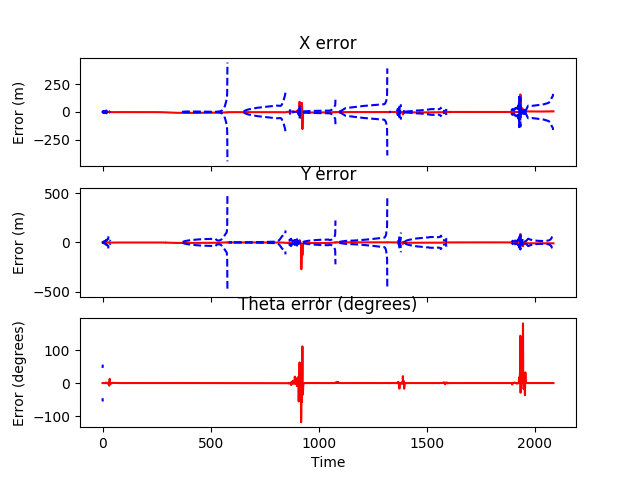 X error
250
0
−250
Error (m)
Y error
500
0
−500
Error (m)
Theta error (degrees)
100
0
−100
Error (degrees)
0 500 1000 1500 2000
Time